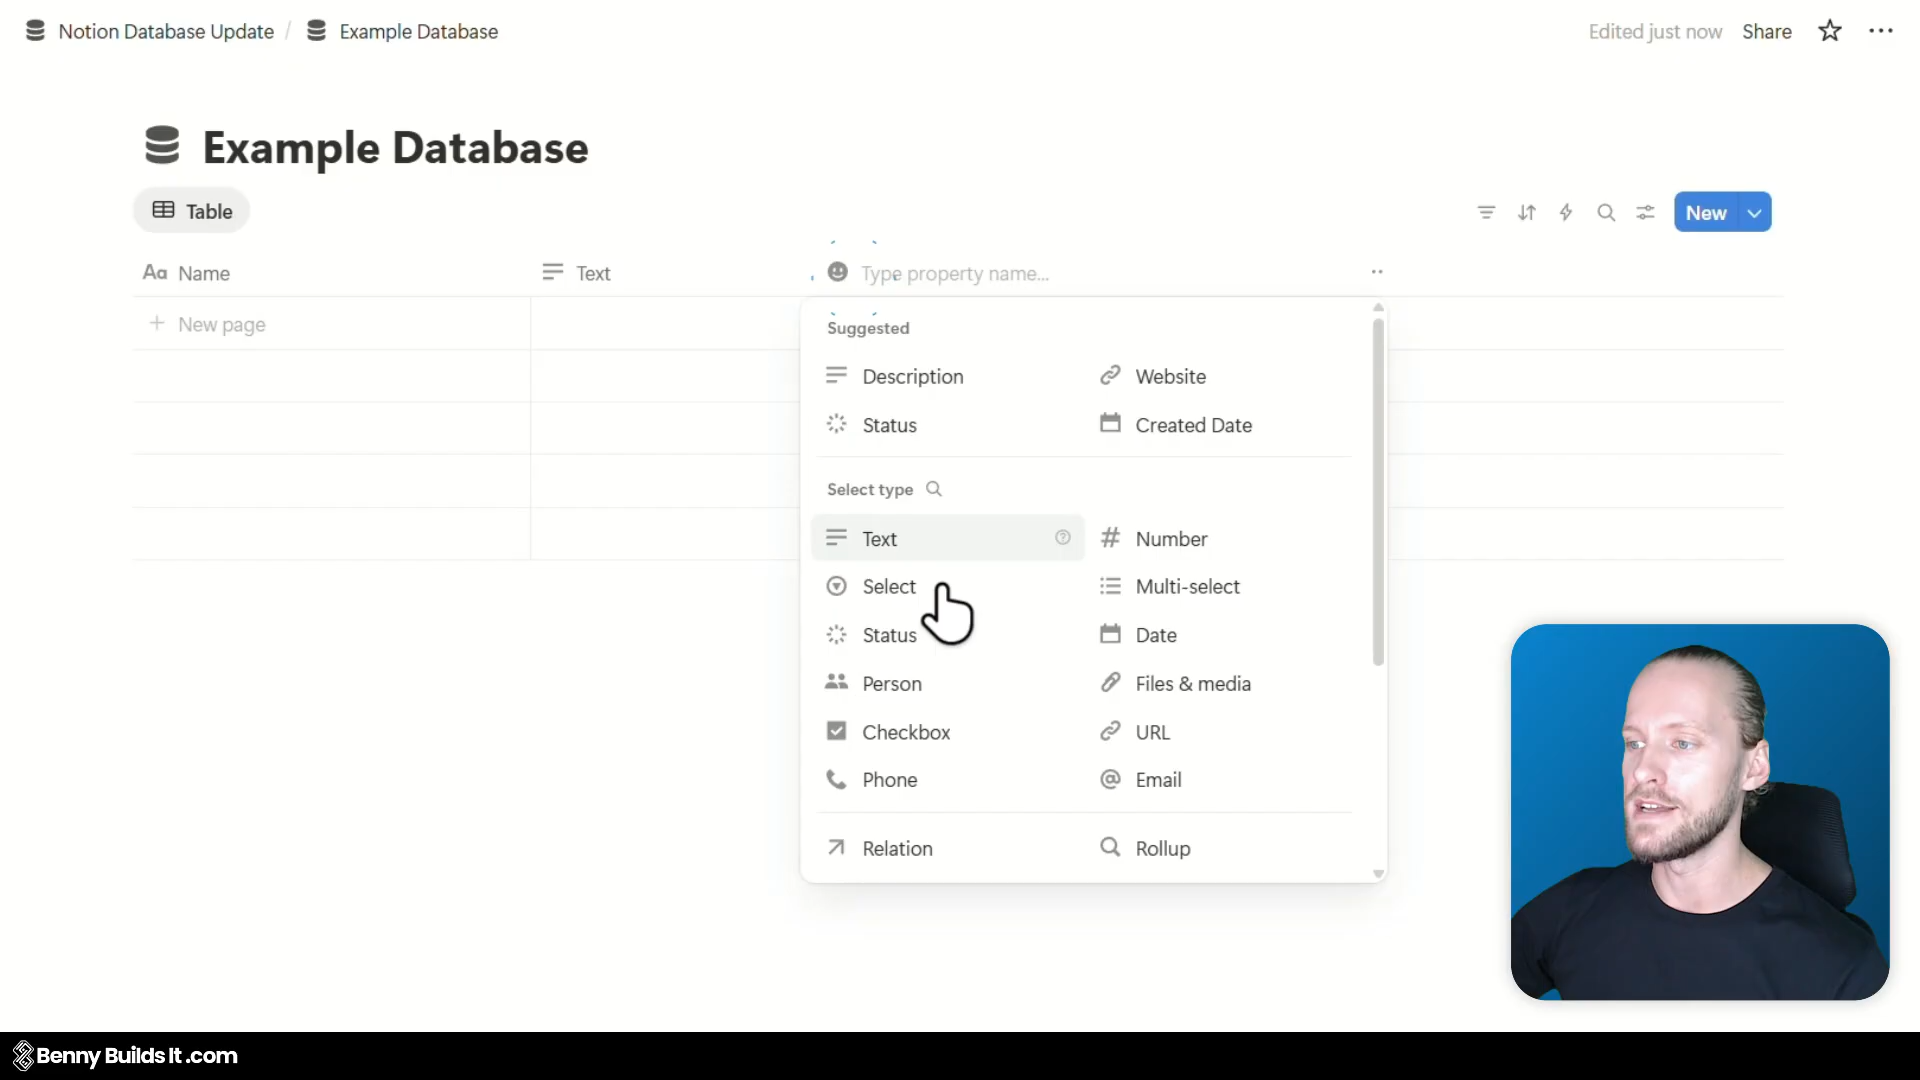 Notion Database Update / Example Database
Edited just now Share
Example Database
Table
New
Aa Name
Text
Type property name...
New page
Suggested
Description
Website
Status
Created Date
Select type
Text
Number
Select
Multi-select
Status
Date
Person
Files & media
Checkbox
URL
Phone
Email
Relation
Rollup
Benny Builds It .com